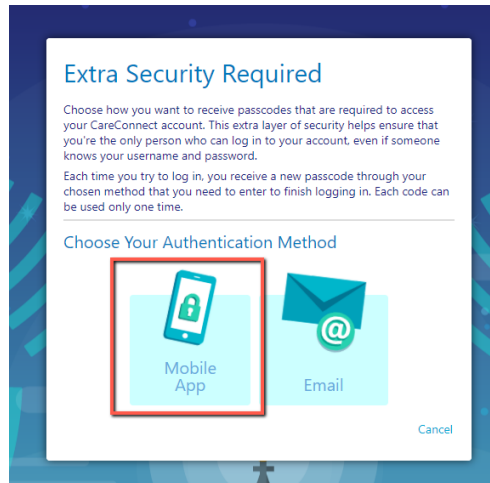 Extra Security Required
Choose how you want to receive passcodes that are required to access
your CareConnect account. This extra layer of security helps ensure that
you're the only person who can log in to your account, even if someone
knows your username and password.
Each time you try to log in, you receive a new passcode through your
chosen method that you need to enter to finish logging in. Each code can
be used only one time.
Choose Your Authentication Method
Mobile
App
@
Email
Cancel